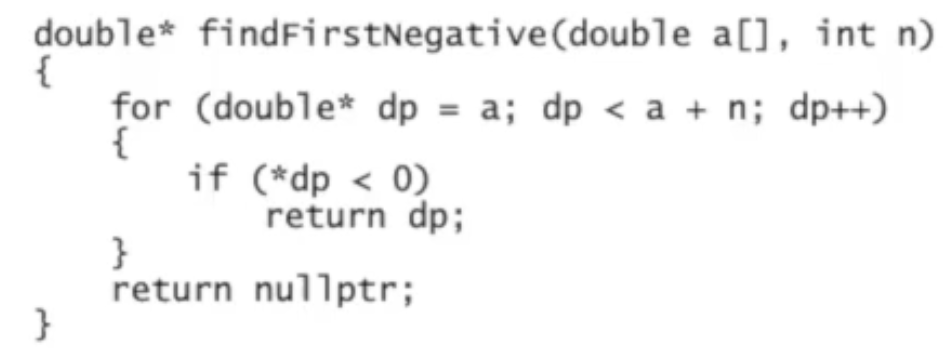 double* findFirstNegative(double a[], int n)
{
    for (double* dp = a; dp < a + n; dp++)
    {
        if (*dp < 0)
            return dp;
    }
    return nullptr;
}